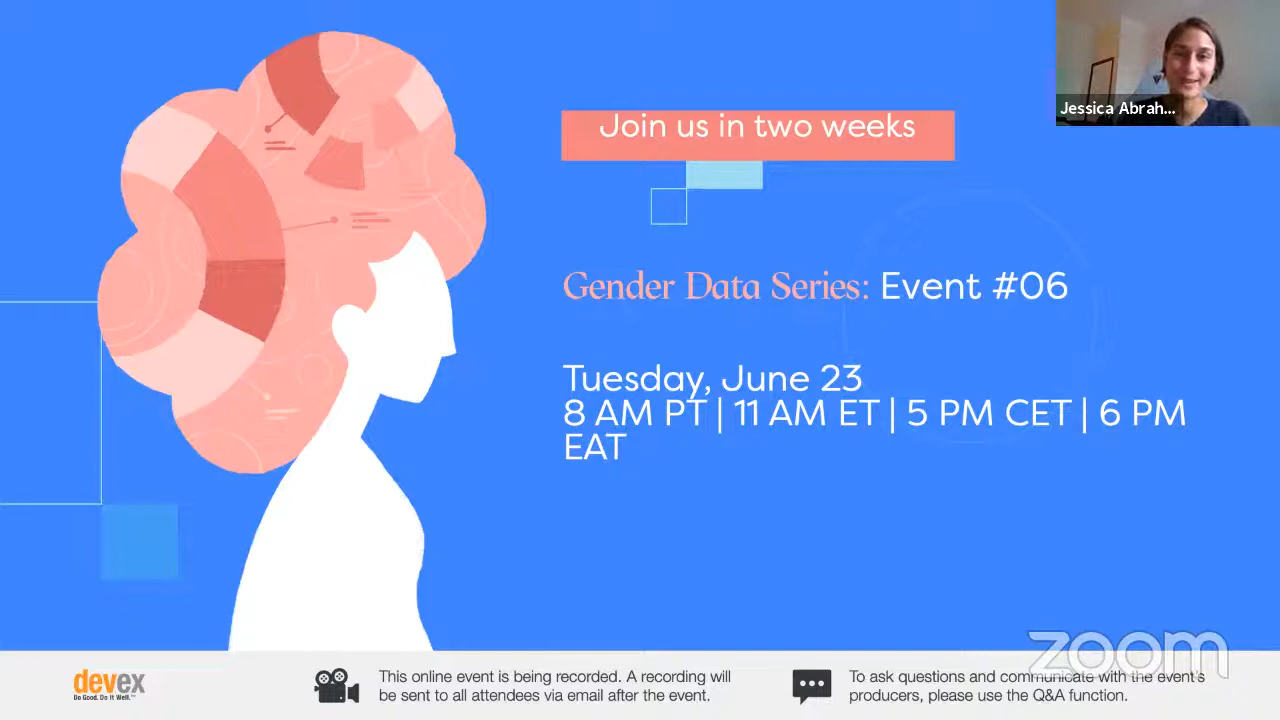 Jessica Abrah...
Join us in two weeks
Gender Data Series: Event #06
Tuesday, June 23
8 AM PT | 11 AM ET | 5 PM CET | 6 PM
EAT
zoom
devex
Do Good. Do It Well.™
This online event is being recorded. A recording
will be sent to all attendees via email after the event.
To ask questions and communicate with the event's
producers, please use the Q&A function.